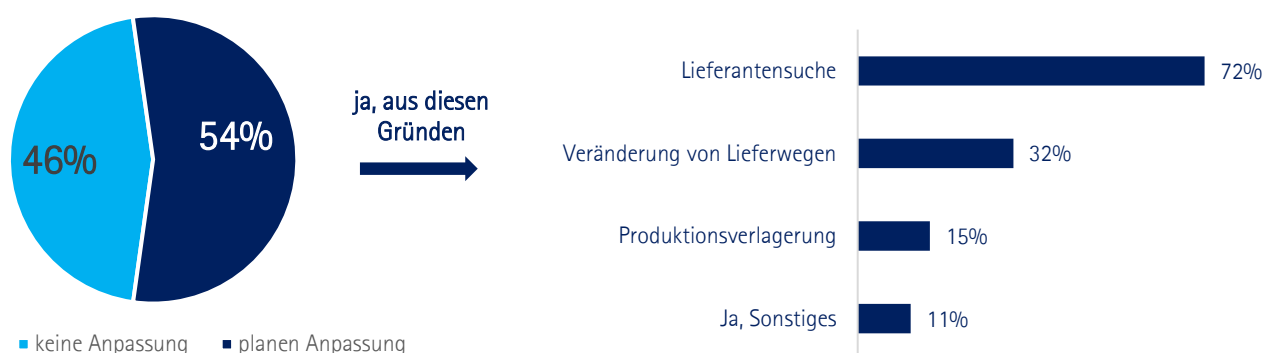 46%
54%
keine Anpassung
planen Anpassung
ja, aus diesen
Gründen
Lieferantensuche
72%
Veränderung von Lieferwegen
32%
Produktionsverlagerung
15%
Ja, Sonstiges
11%